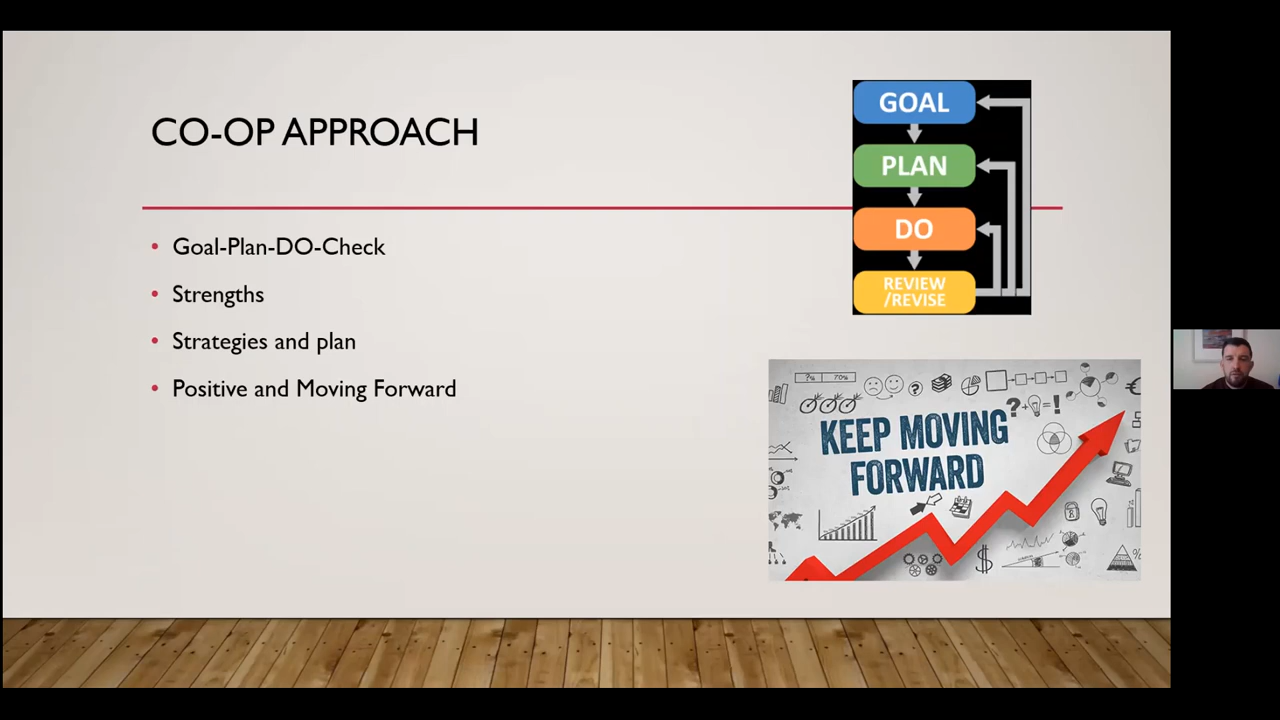 CO-OP APPROACH
Goal-Plan-DO-Check
Strengths
Strategies and plan
Positive and Moving Forward
GOAL
PLAN
DO
REVIEW
/REVISE
?% 70%
?
? + = !
€
KEEP MOVING
FORWARD
$
%